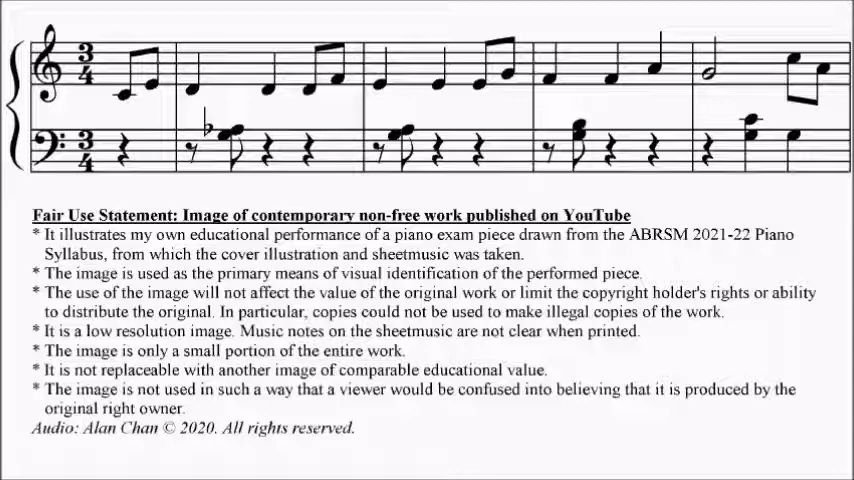 3
4
3
4
Fair Use Statement: Image of contemporary non-free work published on YouTube
* It illustrates my own educational performance of a piano exam piece drawn from the ABRSM 2021-22 Piano
Syllabus, from which the cover illustration and sheetmusic was taken.
* The image is used as the primary means of visual identification of the performed piece.
* The use of the image will not affect the value of the original work or limit the copyright holder's rights or ability
to distribute the original. In particular, copies could not be used to make illegal copies of the work.
* It is a low resolution image. Music notes on the sheetmusic are not clear when printed.
* The image is only a small portion of the entire work.
* It is not replaceable with another image of comparable educational value.
* The image is not used in such a way that a viewer would be confused into believing that it is produced by the
original right owner.
Audio: Alan Chan © 2020. All rights reserved.